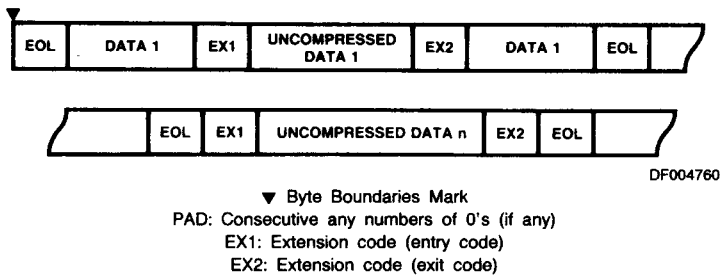 EOL DATA 1 EX1 UNCOMPRESSED DATA 1 EX2 DATA 1 EOL
EOL EX1 UNCOMPRESSED DATA n EX2 EOL
DF004760
▼ Byte Boundaries Mark
PAD: Consecutive any numbers of 0's (if any)
EX1: Extension code (entry code)
EX2: Extension code (exit code)